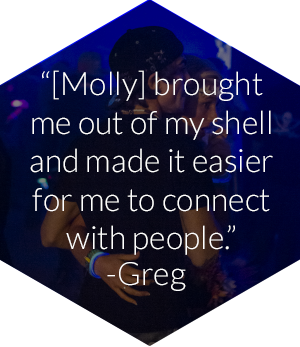 “[Molly] brought
me out of my shell
and made it easier
for me to connect
with people.”
-Greg